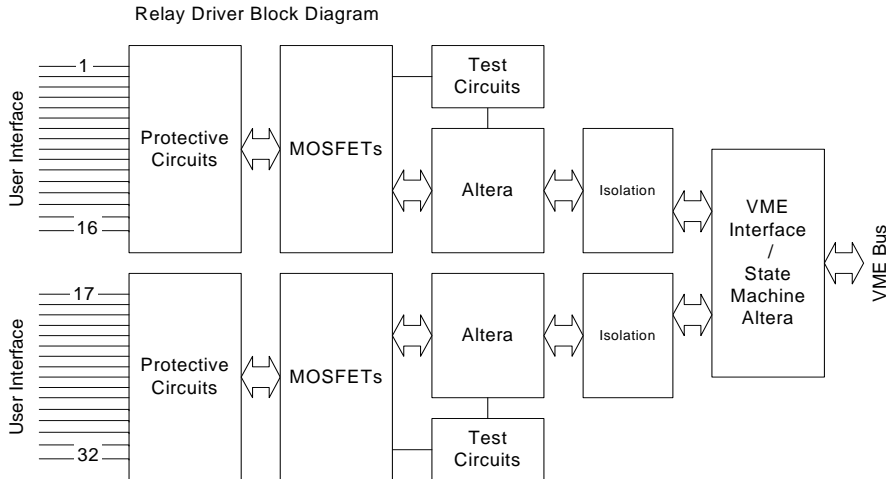 Relay Driver Block Diagram
User Interface
1
16
Protective
Circuits
MOSFETs
Test
Circuits
Altera
Isolation
VME
Interface
/
State
Machine
Altera
VME Bus
User Interface
17
32
Protective
Circuits
MOSFETs
Altera
Isolation
Test
Circuits